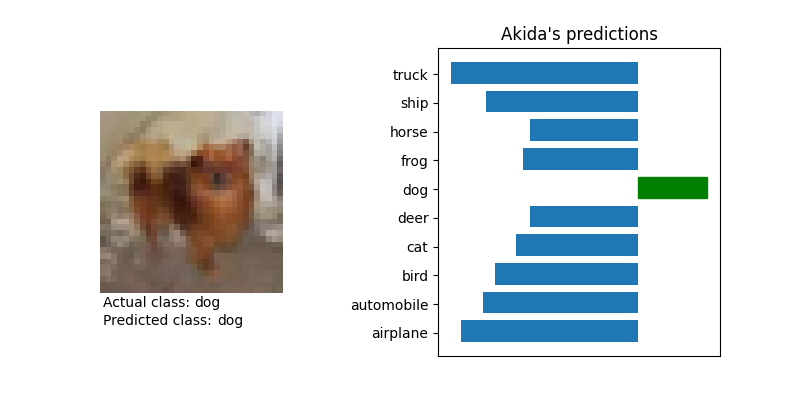 Akida's predictions
truck
ship
horse
frog
dog
deer
cat
bird
automobile
airplane
Actual class: dog
Predicted class: dog